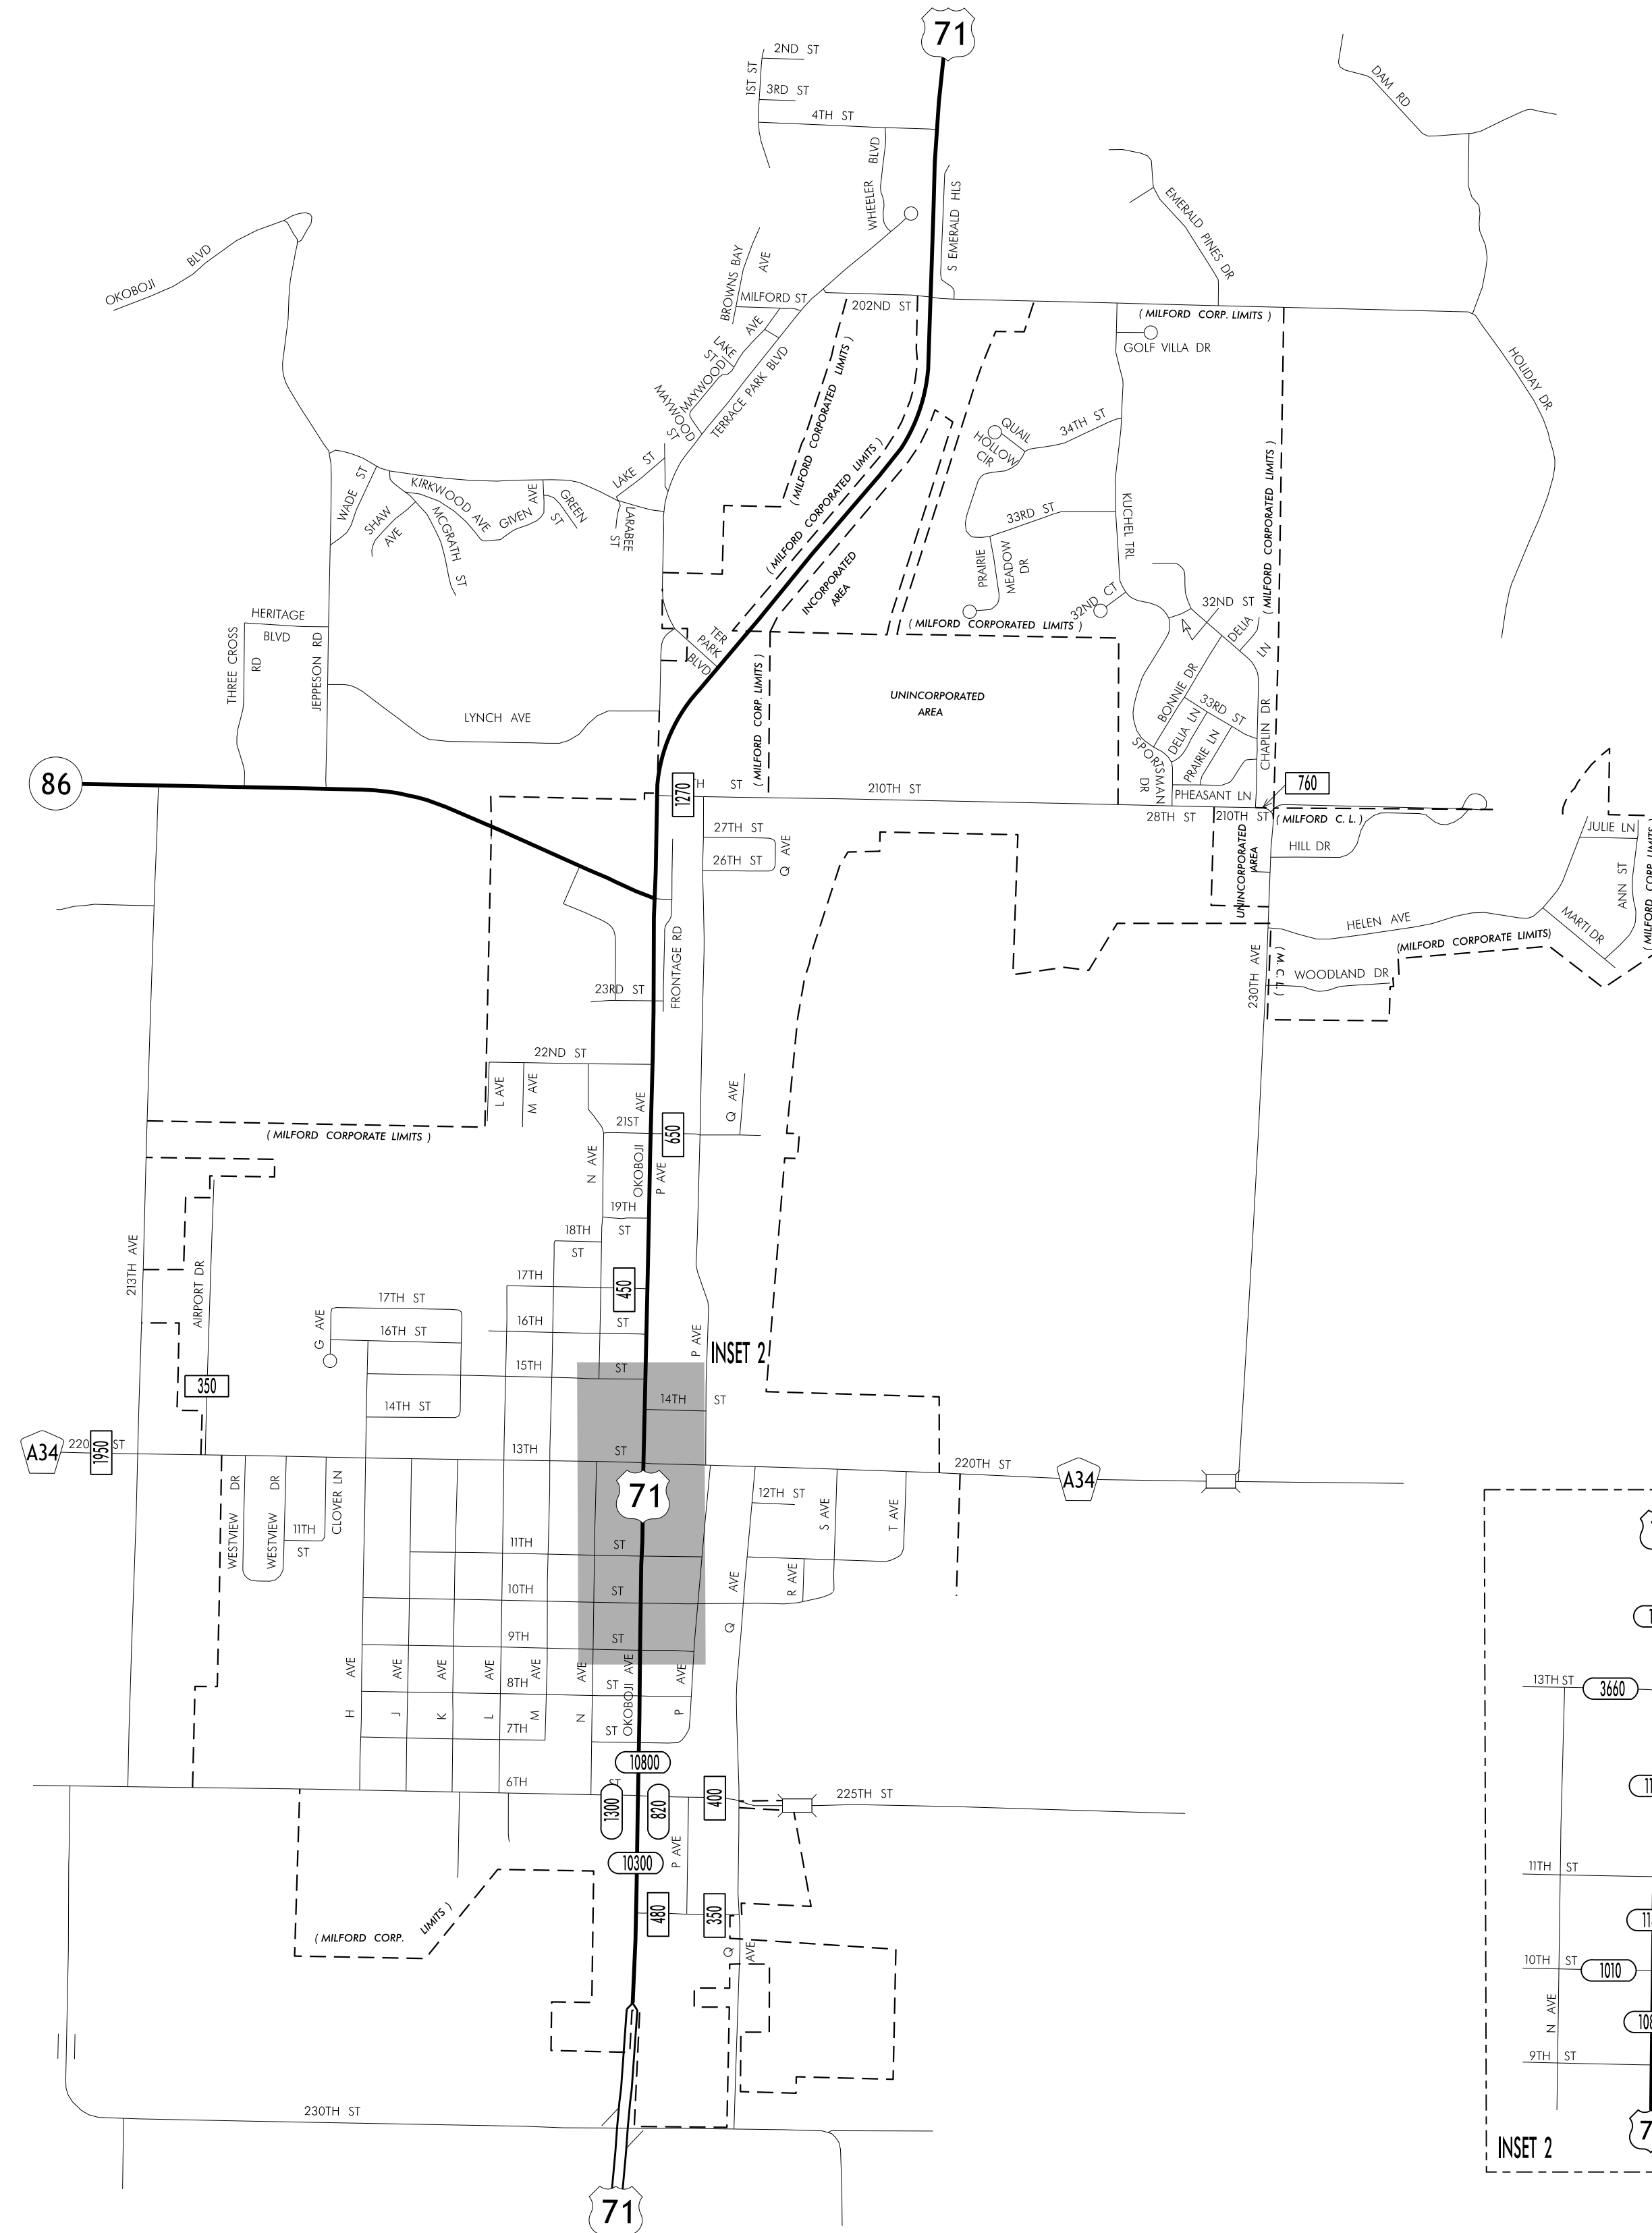 71
2ND ST
1ST ST
3RD ST
4TH ST
DAM RD
WHEELER BLVD
S EMERALD HLS
EMERALD PINES DR
OKOBOJI BLVD
BROWNS BAY AVE
MILFORD ST
202ND ST
( MILFORD CORP. LIMITS )
GOLF VILLA DR
HOLIDAY DR
LAKE ST
MAYWOOD AVE
MAYWOOD ST
TERRACE PARK BLVD
( MILFORD CORPORATED LIMITS )
( MILFORD CORPORATED LIMITS )
INCORPORATED
AREA
QUAIL
HOLLOW
CIR
34TH ST
33RD ST
KUCHEL TRL
( MILFORD CORPORATED LIMITS )
PRAIRIE
MEADOW
DR
32ND CT
32ND ST
DELIA
LN
( MILFORD CORPORATED LIMITS )
WADE ST
SHAW
AVE
KIRKWOOD AVE
MCGRATH ST
GIVEN AVE
GREEN
ST
LAKE ST
LARABEE
ST
HERITAGE
BLVD
THREE CROSS
RD
JEPPESON RD
LYNCH AVE
TER
PARK
BLVD
( MILFORD CORP. LIMITS )
UNINCORPORATED
AREA
BONNIE DR
33RD ST
DELIA LN
PRAIRIE LN
CHAPLIN DR
SPORTSMAN
DR
PHEASANT LN
86
1270
ST
210TH ST
28TH ST
210TH ST
760
( MILFORD C. L. )
HILL DR
JULIE LN
ANN ST
MARTI DR
( MILFORD CORP. LIMITS )
27TH ST
26TH ST
Q AVE
UNINCORPORATED
AREA
HELEN AVE
(MILFORD CORPORATE LIMITS)
WOODLAND DR
( M. C. L. )
230TH AVE
FRONTAGE RD
23RD ST
22ND ST
L AVE
M AVE
21ST
OKOBOJI AVE
650
Q AVE
N AVE
P AVE
( MILFORD CORPORATE LIMITS )
213TH AVE
AIRPORT DR
19TH
ST
18TH
ST
17TH
450
16TH
ST
17TH ST
16TH ST
G AVE
15TH
ST
P AVE
INSET 2
350
14TH ST
14TH
ST
A34
220
1950
ST
13TH
ST
71
220TH ST
A34
WESTVIEW DR
WESTVIEW DR
11TH
ST
CLOVER LN
12TH ST
S AVE
T AVE
11TH
ST
10TH
ST
R AVE
9TH
ST
Q AVE
H AVE
J AVE
K AVE
L AVE
M AVE
N AVE
OKOBOJI AVE
P AVE
8TH
ST
7TH
ST
10800
6TH
ST
1300
820
400
225TH ST
P AVE
10300
480
350
Q AVE
( MILFORD CORP. LIMITS )
230TH ST
71
13TH ST
3660
11TH ST
10TH ST
1010
N AVE
9TH ST
INSET 2